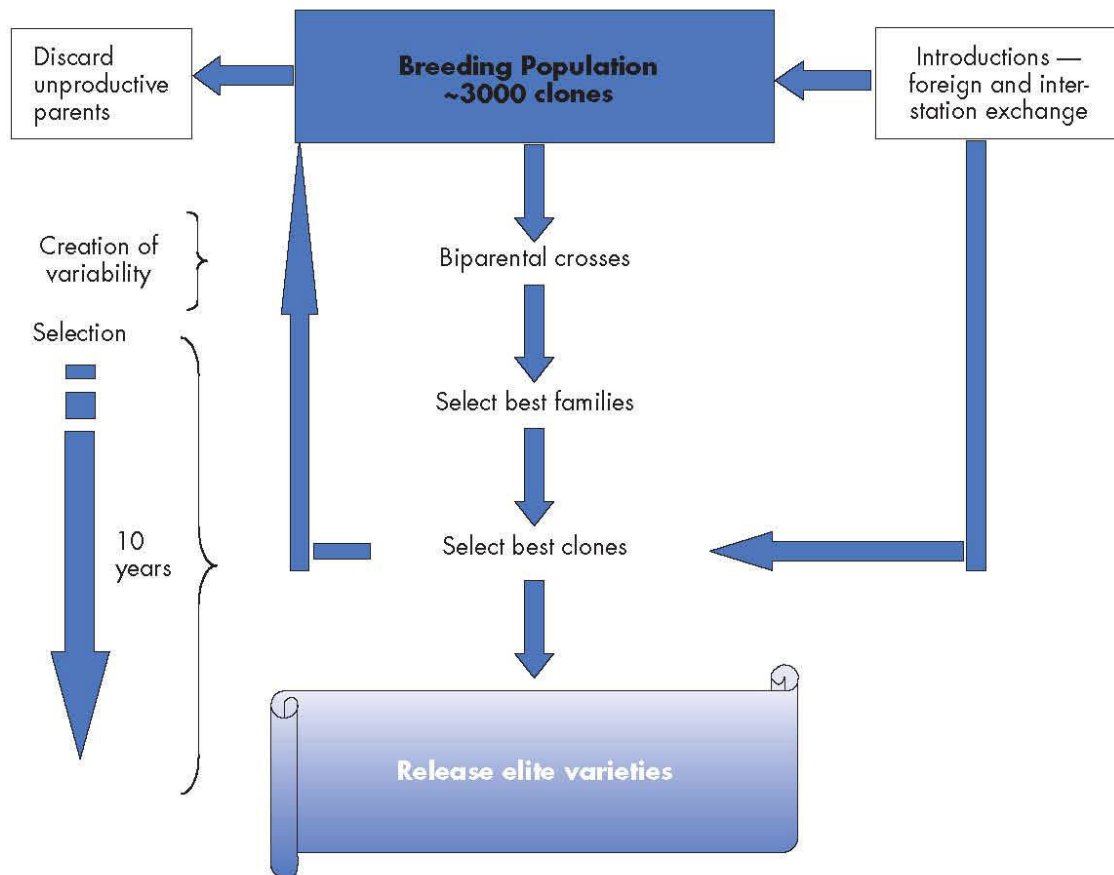 Discard
unproductive
parents
Breeding Population
~3000 clones
Introductions —
foreign and inter-
station exchange
Creation of
variability
Biparental crosses
Selection
Select best families
10
years
Select best clones
Release elite varieties